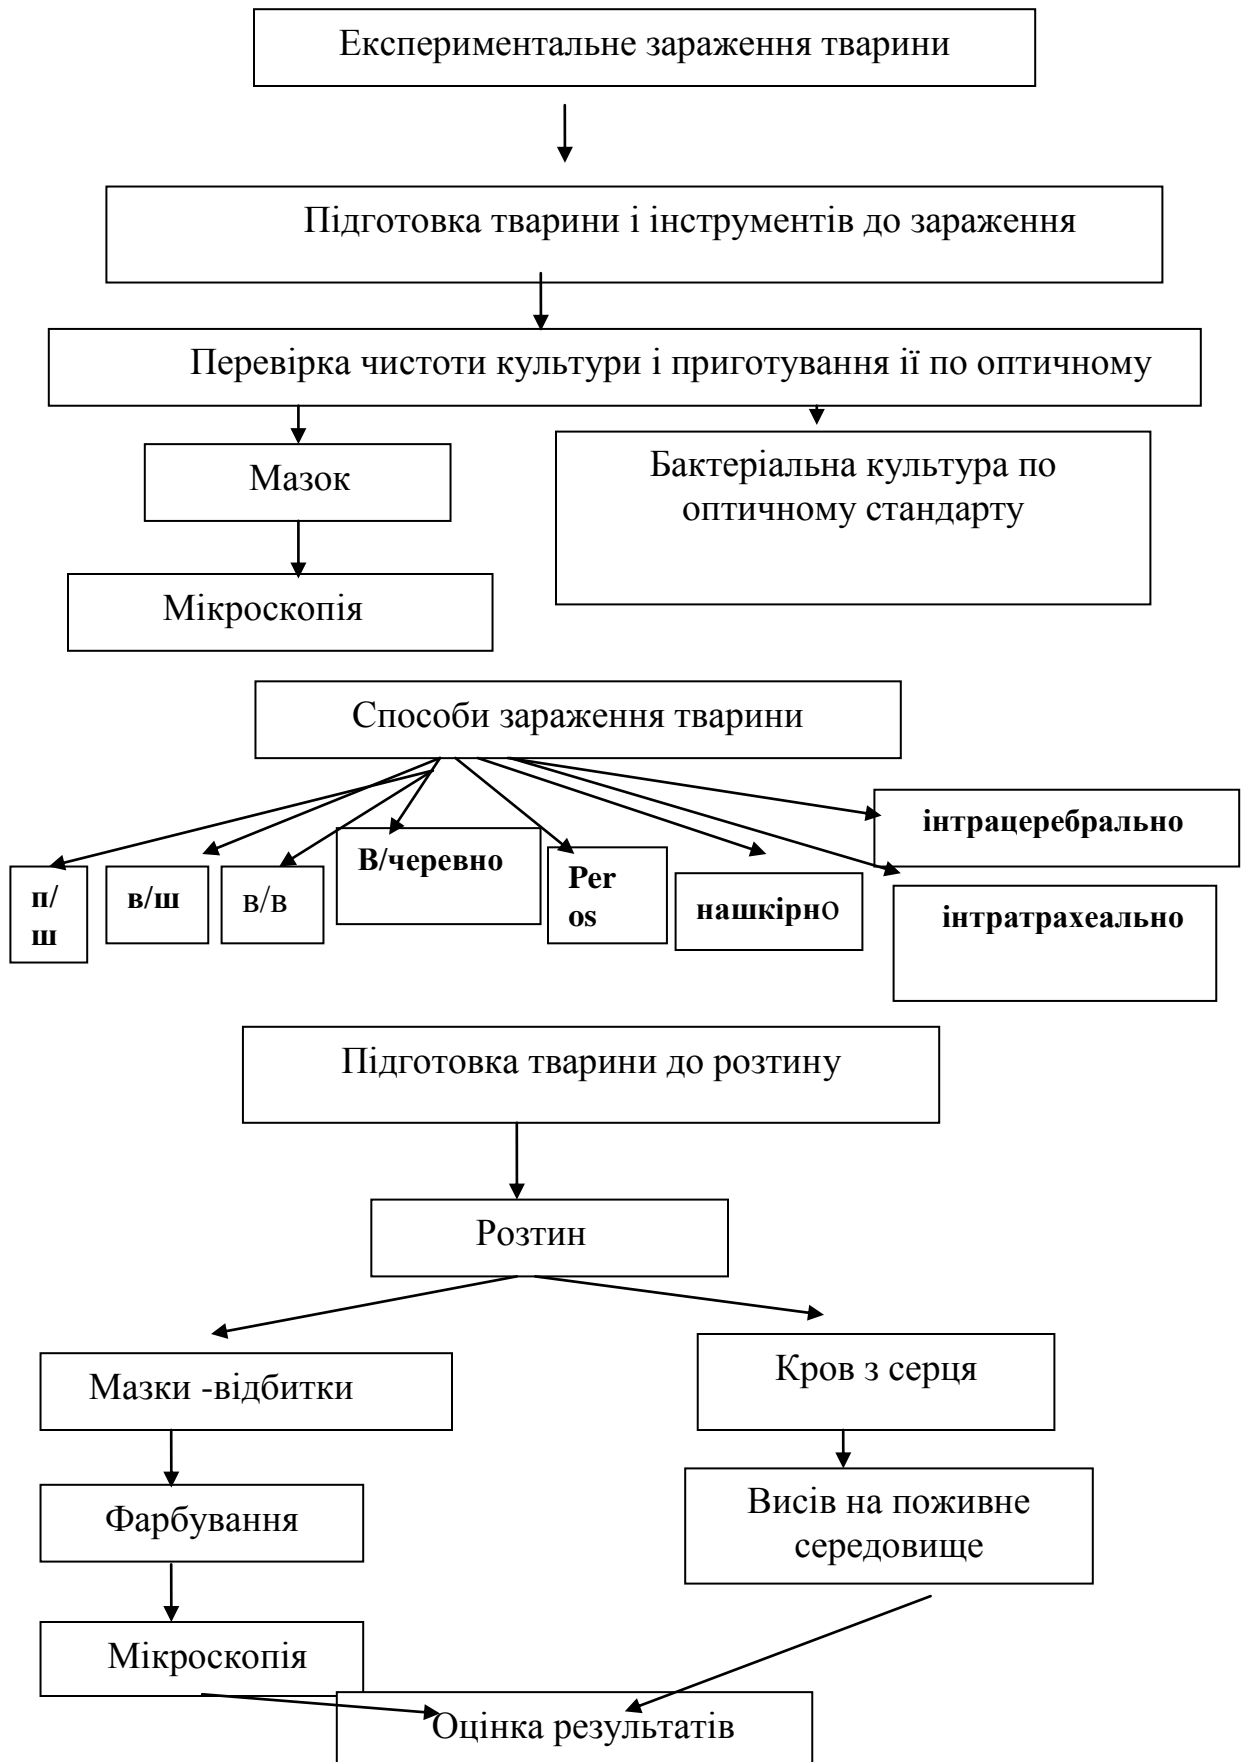 Експериментальне зараження тварини
Підготовка тварини і інструментів до зараження
Перевірка чистоти культури і приготування ії по оптичному
Мазок
Бактеріальна культура по
оптичному стандарту
Мікроскопія
Способи зараження тварини
п/
ш
в/ш
в/в
В/черевно
Per
os
нашкірно
інтрацеребрально
інтратрахеально
Підготовка тварини до розтину
Розтин
Мазки -відбитки
Кров з серця
Фарбування
Висів на поживне
середовище
Мікроскопія
Оцінка результатів